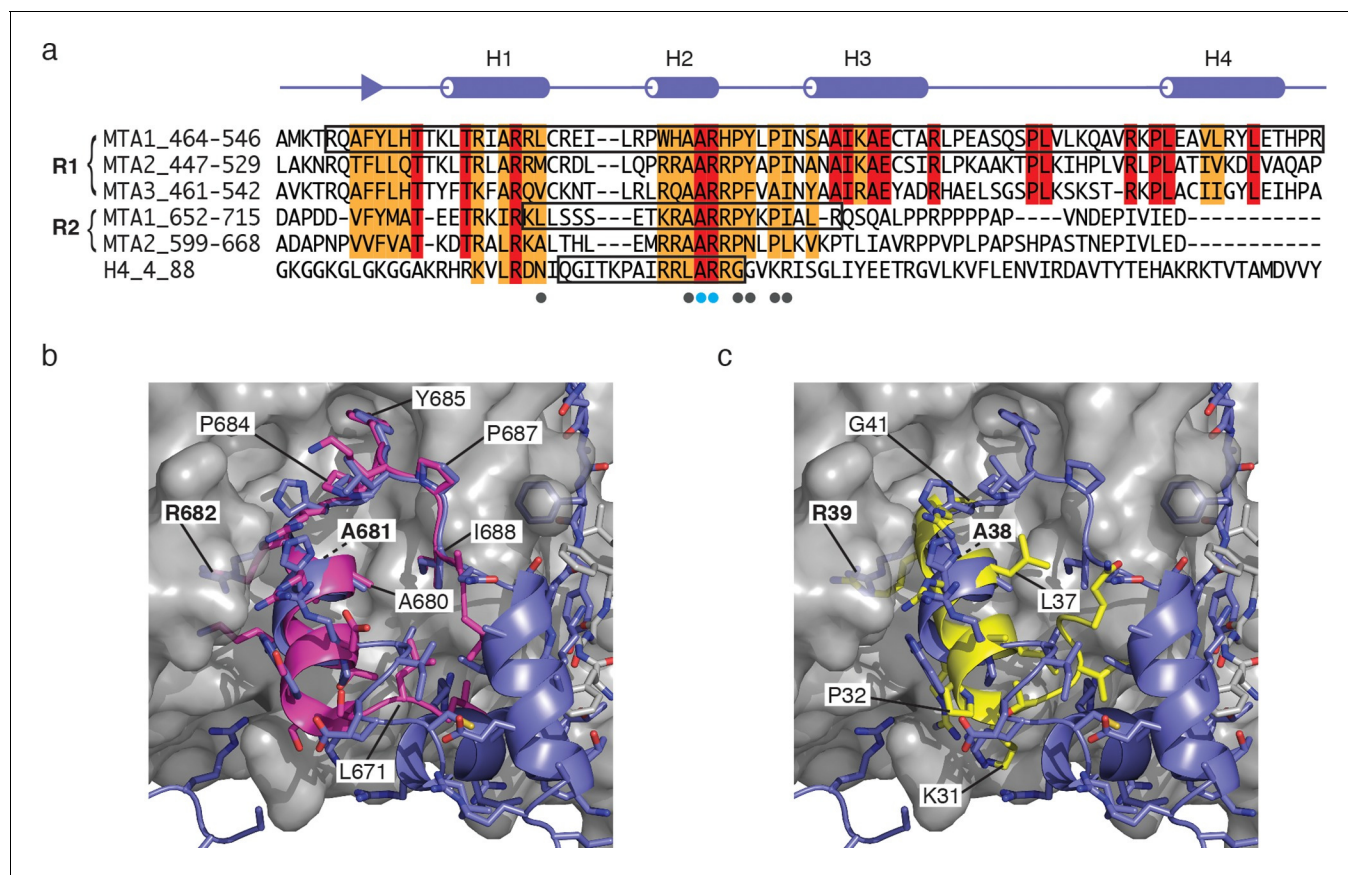 a
H1 H2 H3 H4
R1
MTA1_464-546 AMKTRQAFYLHTTKLTRIARRLCREI--LRPWHAARHPYLPINSAAIKAECTARLPEASQSPLVLKQAVRKPLEAVLRYLETHPR
MTA2_447-529 LAKNRQTFLLQTTKLTRIARRMCRDL--LQPRRAARRPYAPINANAIKAECSIRLPKAAKTPLKIHPLVRLPLATIVKDLVAQAP
MTA3_461-542 AVKTRQAFFLHTTYFTKFARQVCKNT--LRLRQAARRPFVAINYAAIRAEYADRHAELSGSPLKSKST-RKPLACIIGYLEIHPA
R2
MTA1_652-715 DAPDD-VFYMAT-EETRKIRKLLSSS---ETKRAARRPYKPIAL-RQSQALPPRPPPPAP----VNDEPIVIED-----------
MTA2_599-668 ADAPNPVVFVAT-KDTRALRKALTHL---EMRRAARRPNLPLKVKPTLIAVRPPVPLPAPSHPASTNEPIVLED-----------
H4_4_88 GKGGKGLGKGGAKRHRKVLRDNIQGITKPAIRRLARRGGVKRISGLIYEETRGVLKVFLENVIRDAVTYTEHAKRKTVTAMDVVY
b
Y685
P684
P687
R682
A681
I688
A680
L671
c
G41
R39
A38
L37
P32
K31